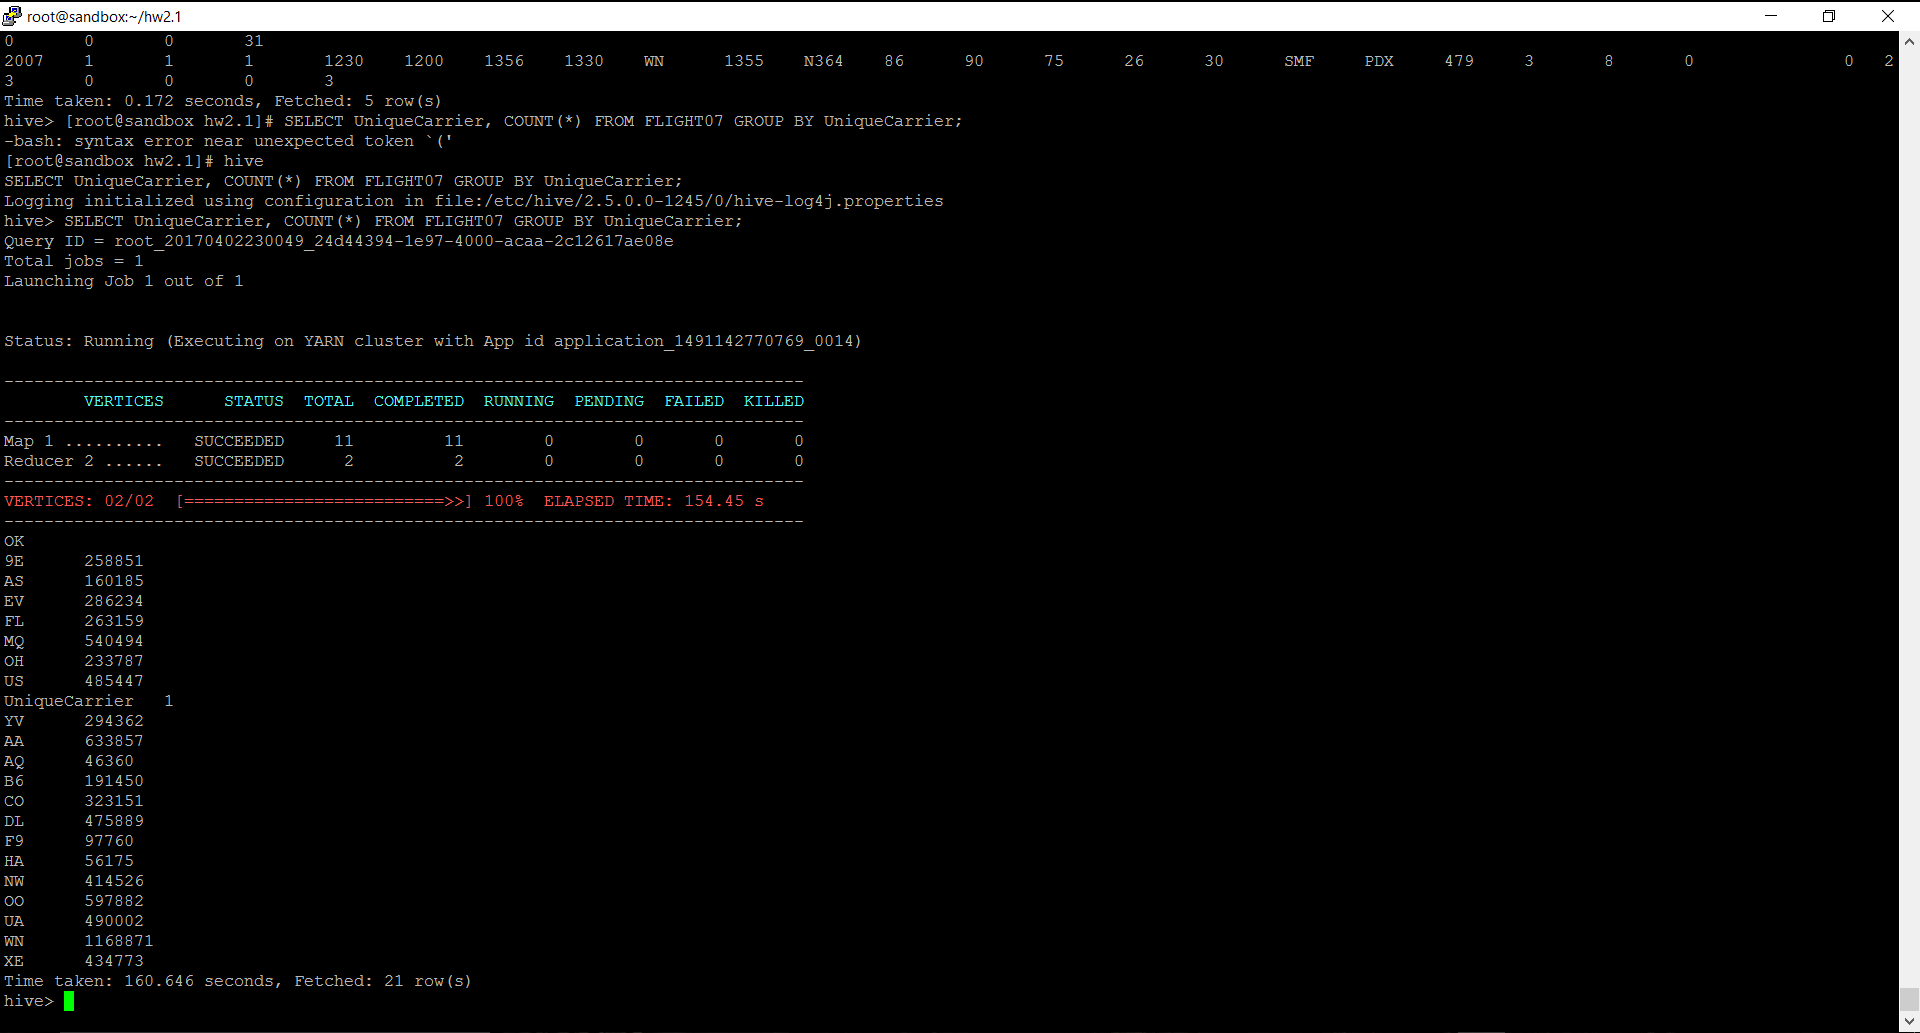 root@sandbox:~/hw2.1
0 0 0 31
2007 1 1 1 1230 1200 1356 1330 WN 1355 N364 86 90 75 26 30 SMF PDX 479 3 8 0 0 2
3 0 0 0 3
Time taken: 0.172 seconds, Fetched: 5 row(s)
hive> [root@sandbox hw2.1]# SELECT UniqueCarrier, COUNT(*) FROM FLIGHT07 GROUP BY UniqueCarrier;
-bash: syntax error near unexpected token `('
[root@sandbox hw2.1]# hive
SELECT UniqueCarrier, COUNT(*) FROM FLIGHT07 GROUP BY UniqueCarrier;
Logging initialized using configuration in file:/etc/hive/2.5.0.0-1245/0/hive-log4j.properties
hive> SELECT UniqueCarrier, COUNT(*) FROM FLIGHT07 GROUP BY UniqueCarrier;
Query ID = root_20170402230049_24d44394-1e97-4000-acaa-2c12617ae08e
Total jobs = 1
Launching Job 1 out of 1
Status: Running (Executing on YARN cluster with App id application_1491142770769_0014)
--------------------------------------------------------------------------------
VERTICES STATUS TOTAL COMPLETED RUNNING PENDING FAILED KILLED
--------------------------------------------------------------------------------
Map 1 .......... SUCCEEDED 11 11 0 0 0 0
Reducer 2 ...... SUCCEEDED 2 2 0 0 0 0
--------------------------------------------------------------------------------
VERTICES: 02/02 [==========================>>] 100% ELAPSED TIME: 154.45 s
--------------------------------------------------------------------------------
OK
9E 258851
AS 160185
EV 286234
FL 263159
MQ 540494
OH 233787
US 485447
UniqueCarrier 1
YV 294362
AA 633857
AQ 46360
B6 191450
CO 323151
DL 475889
F9 97760
HA 56175
NW 414526
OO 597882
UA 490002
WN 1168871
XE 434773
Time taken: 160.646 seconds, Fetched: 21 row(s)
hive>